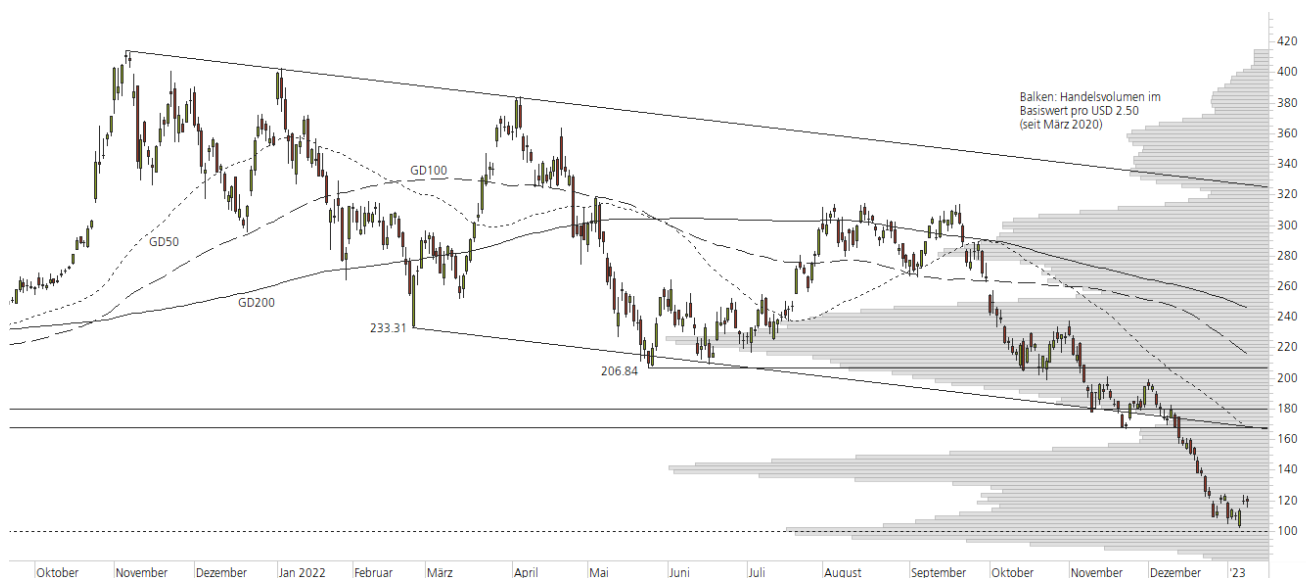 420
400
380
360
340
320
300
280
260
240
220
200
180
160
140
120
100
Balken: Handelsvolumen im
Basiswert pro USD 2.50
(seit März 2020)
GD100
GD50
GD200
233.31
206.84
Oktober November Dezember Jan 2022 Februar März April Mai Juni Juli August September Oktober November Dezember '23